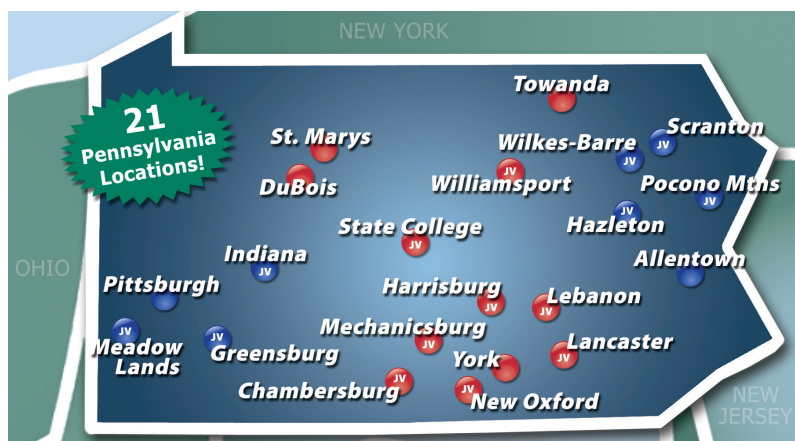 NEW YORK
21
Pennsylvania
Locations!
Towanda
St. Marys
Scranton
JV
Wilkes-Barre
JV
DuBois
Williamsport
JV
Pocono Mths
JV
State College
JV
Hazleton
JV
OHIO
Indiana
JV
Allentown
Pittsburgh
Harrisburg
JV
Lebanon
JV
Meadow
Lands
JV
Greensburg
JV
Mechanicsburg
JV
Lancaster
JV
York
Chambersburg
JV
New Oxford
JV
NEW
JERSEY